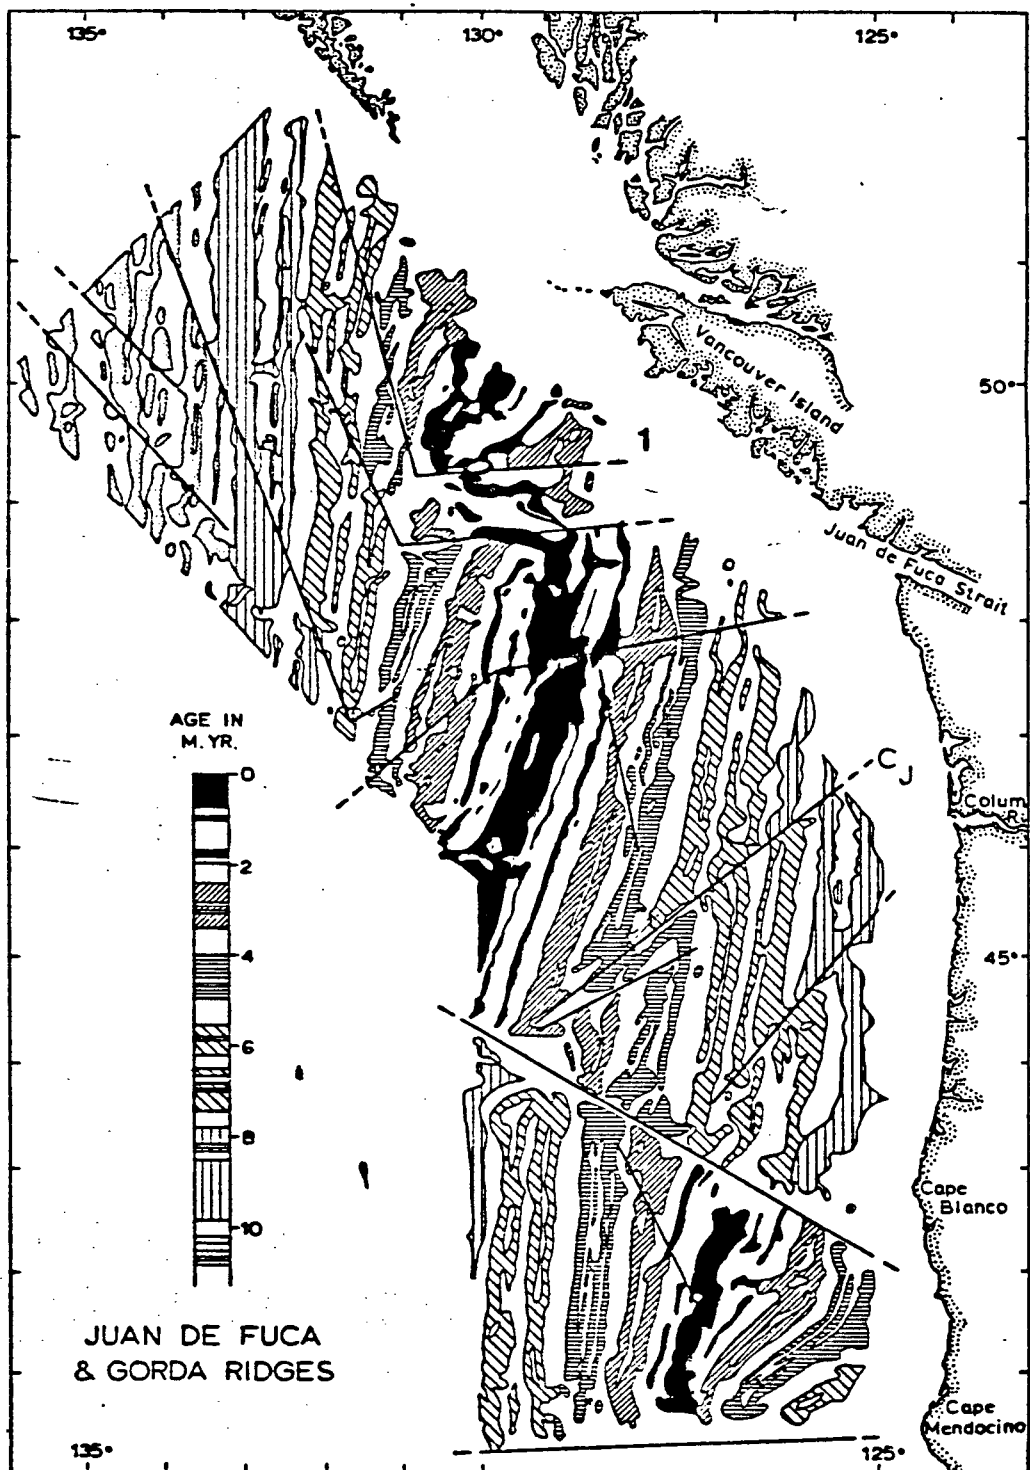 135°
130°
125°
50°
Vancouver Island
1
Juan de Fuca Strait
AGE IN
M. YR.
0
2
4
6
8
10
CJ
Colum
R.
45°
Cape
Blanco
JUAN DE FUCA
& GORDA RIDGES
Cape
Mendocino
135°
130°
125°